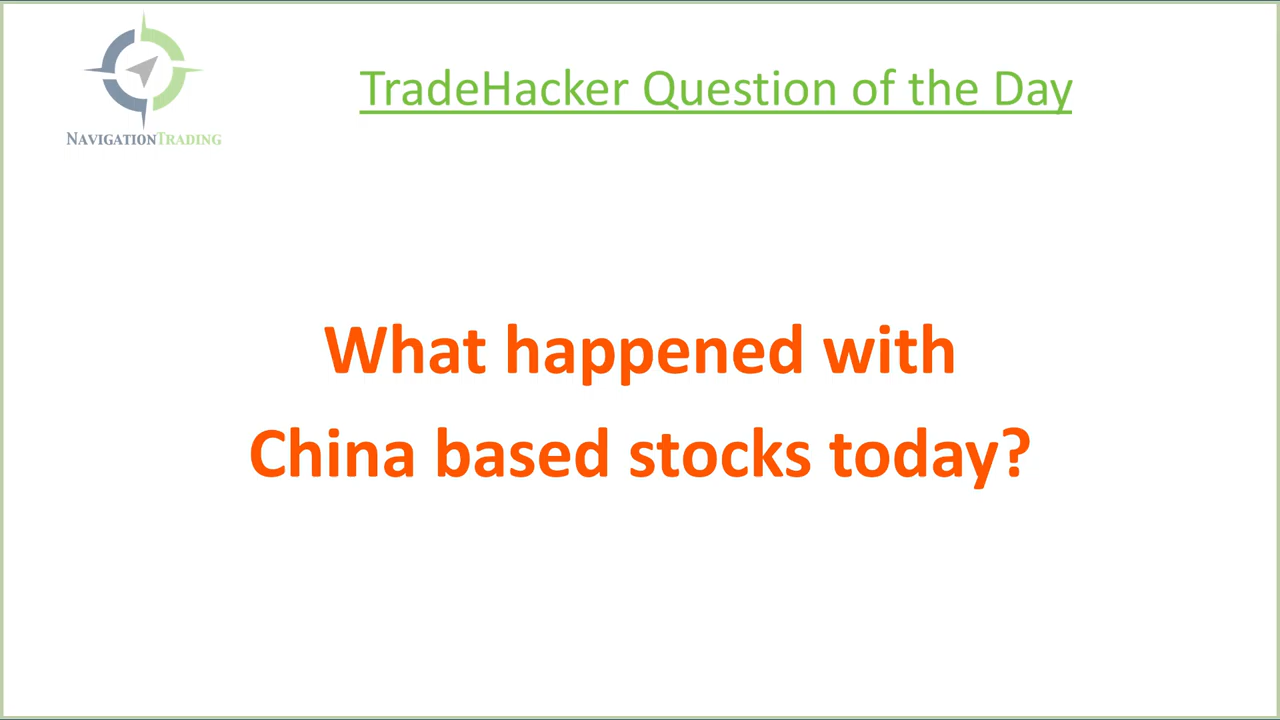 NAVIGATIONTRADING
TradeHacker Question of the Day
What happened with
China based stocks today?